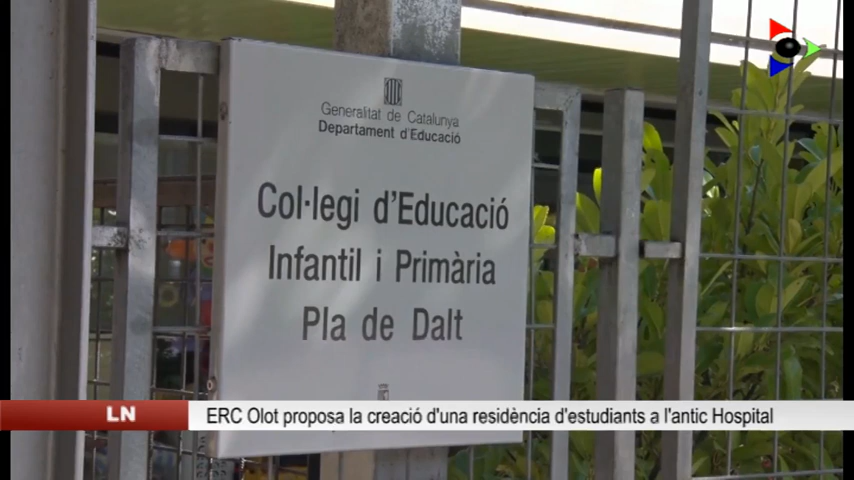 Generalitat de Catalunya
Departament d'Educació
Col·legi d'Educació
Infantil i Primària
Pla de Dalt
LN
ERC Olot proposa la creació d'una residència d'estudiants a l'antic Hospital